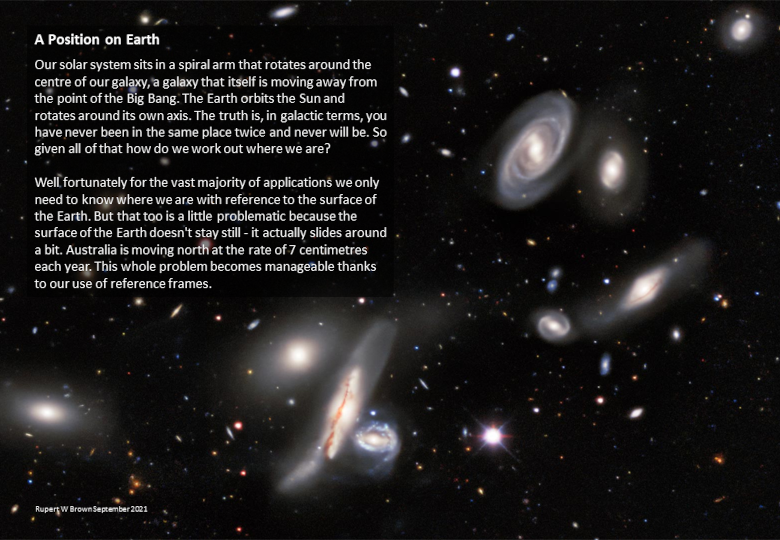 A Position on Earth
Our solar system sits in a spiral arm that rotates around the
centre of our galaxy, a galaxy that itself is moving away from
the point of the Big Bang. The Earth orbits the Sun and
rotates around its own axis. The truth is, in galactic terms, you
have never been in the same place twice and never will be. So
given all of that how do we work out where we are?
Well fortunately for the vast majority of applications we only
need to know where we are with reference to the surface of
the Earth. But that too is a little problematic because the
surface of the Earth doesn't stay still - it actually slides around
a bit. Australia is moving north at the rate of 7 centimetres
each year. This whole problem becomes manageable thanks
to our use of reference frames.
Rupert W Brown September 2021